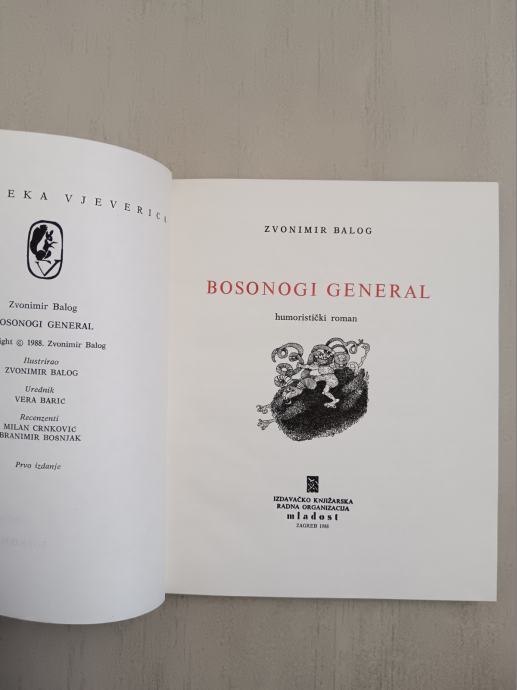 EKA VJEVERICA
V
Zvonimir Balog
BOSONOGI GENERAL
ight © 1988. Zvonimir Balog
Ilustrirao
ZVONIMIR BALOG
Urednik
VERA BARIĆ
Recenzenti
MILAN CRNKOVIĆ
BRANIMIR BOSNJAK
Prvo izdanje
ZVONIMIR BALOG
BOSONOGI GENERAL
humoristički roman
IZDAVAČKO KNJIŽARSKA
RADNA ORGANIZACIJA
mladost
ZAGREB 1988